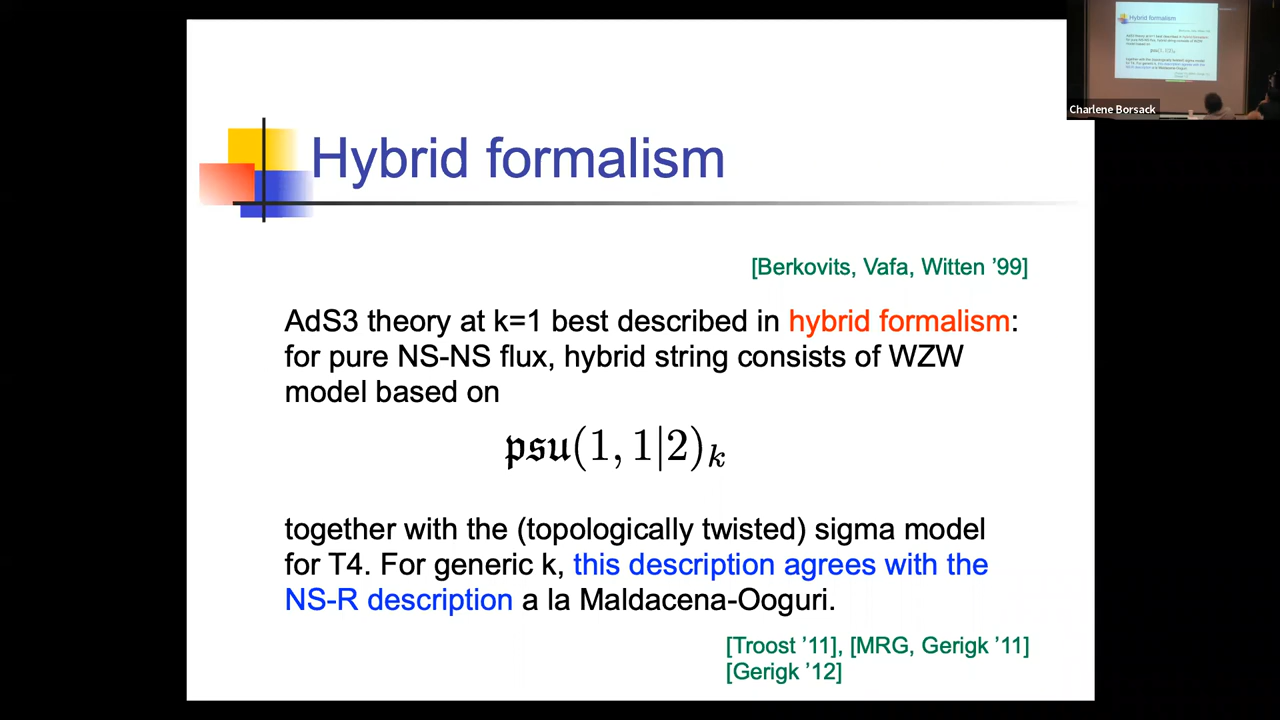 Hybrid formalism
[Berkovits, Vafa, Witten ’99]
AdS3 theory at k=1 best described in hybrid formalism:
for pure NS-NS flux, hybrid string consists of WZW
model based on
𝔭𝔰𝔲(1, 1|2)ₖ
together with the (topologically twisted) sigma model
for T4. For generic k, this description agrees with the
NS-R description a la Maldacena-Ooguri.
[Troost ’11], [MRG, Gerigk ’11]
[Gerigk ’12]
Hybrid formalism
Charlene Borsack